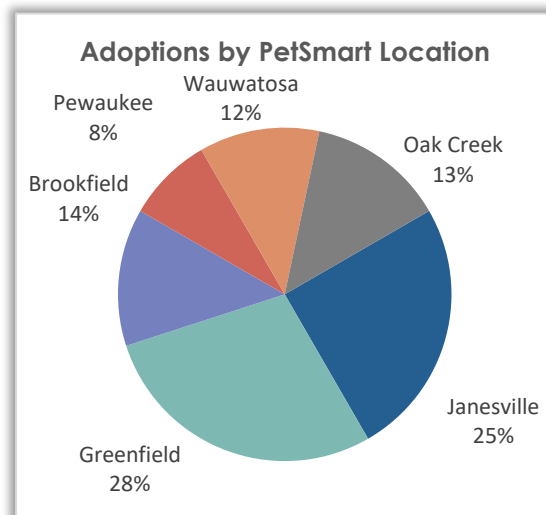 Adoptions by PetSmart Location
Wauwatosa
12%
Pewaukee
8%
Oak Creek
13%
Brookfield
14%
Janesville
25%
Greenfield
28%